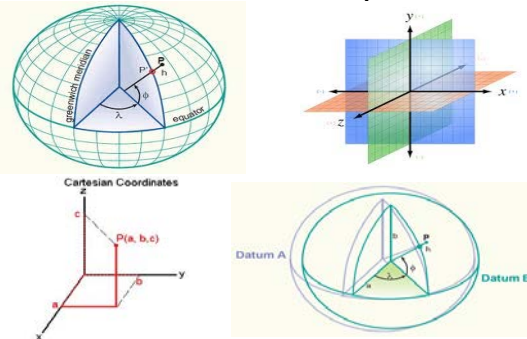 greenwich meridian
P'
P
h
φ
λ
equator
y
x
z
Cartesian Coordinates
z
c
P(a, b,c)
a
b
y
x
Datum A
Datum B
b
P
h
φ
λ
a